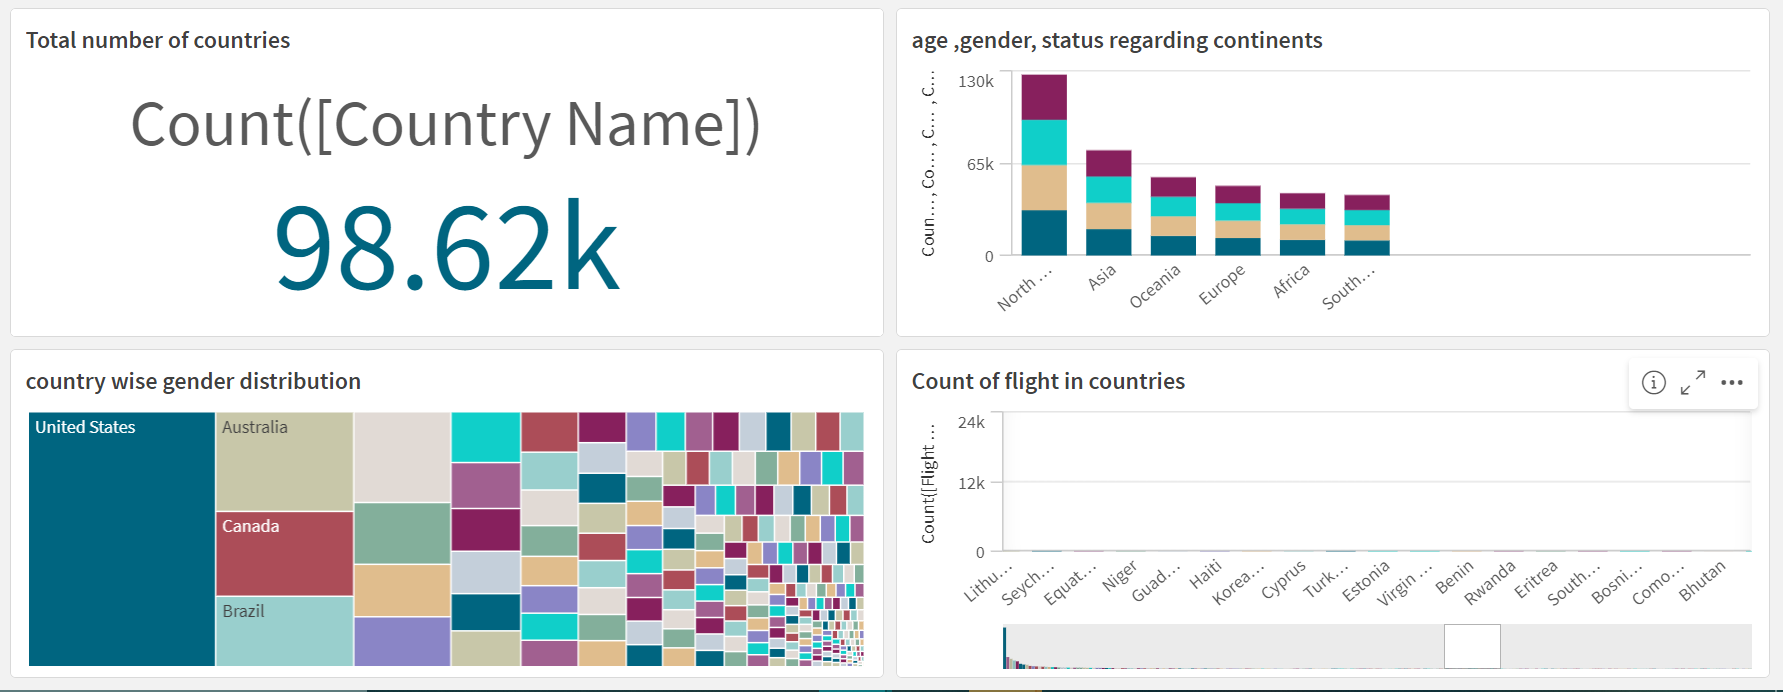 Total number of countries
Count([Country Name])
98.62k
age ,gender, status regarding continents
Coun... , Co... , C... , C...
130k
65k
0
North ...
Asia
Oceania
Europe
Africa
South...
country wise gender distribution
United States
Australia
Canada
Brazil
Count of flight in countries
Count([Flight ...
24k
12k
0
Lithu...
Seych...
Equat...
Niger
Guad...
Haiti
Korea...
Cyprus
Turk...
Estonia
Virgin ...
Benin
Rwanda
Eritrea
South...
Bosni...
Como...
Bhutan